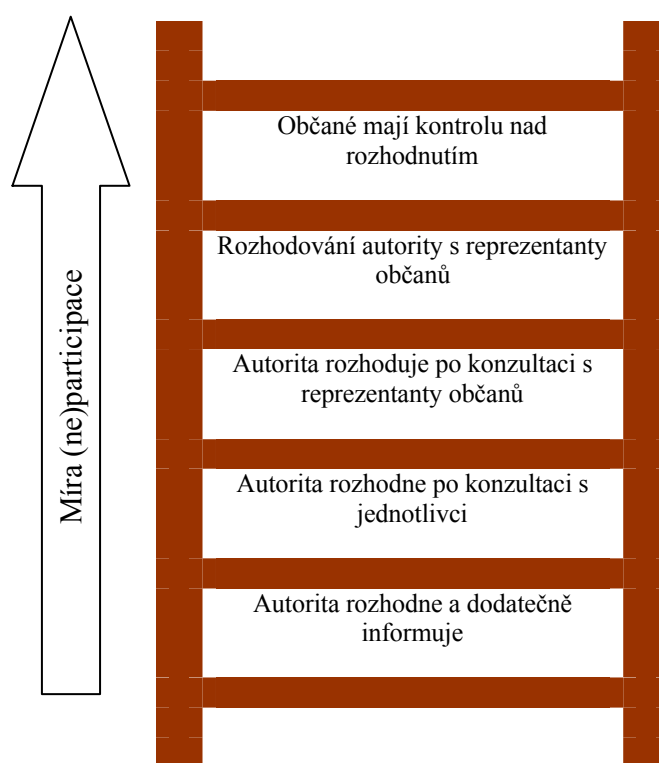 Občané mají kontrolu nad
rozhodnutím
Rozhodování autority s reprezentanty
občanů
Autorita rozhoduje po konzultaci s
reprezentanty občanů
Autorita rozhodne po konzultaci s
jednotlivci
Autorita rozhodne a dodatečně
informuje
Míra (ne)participace